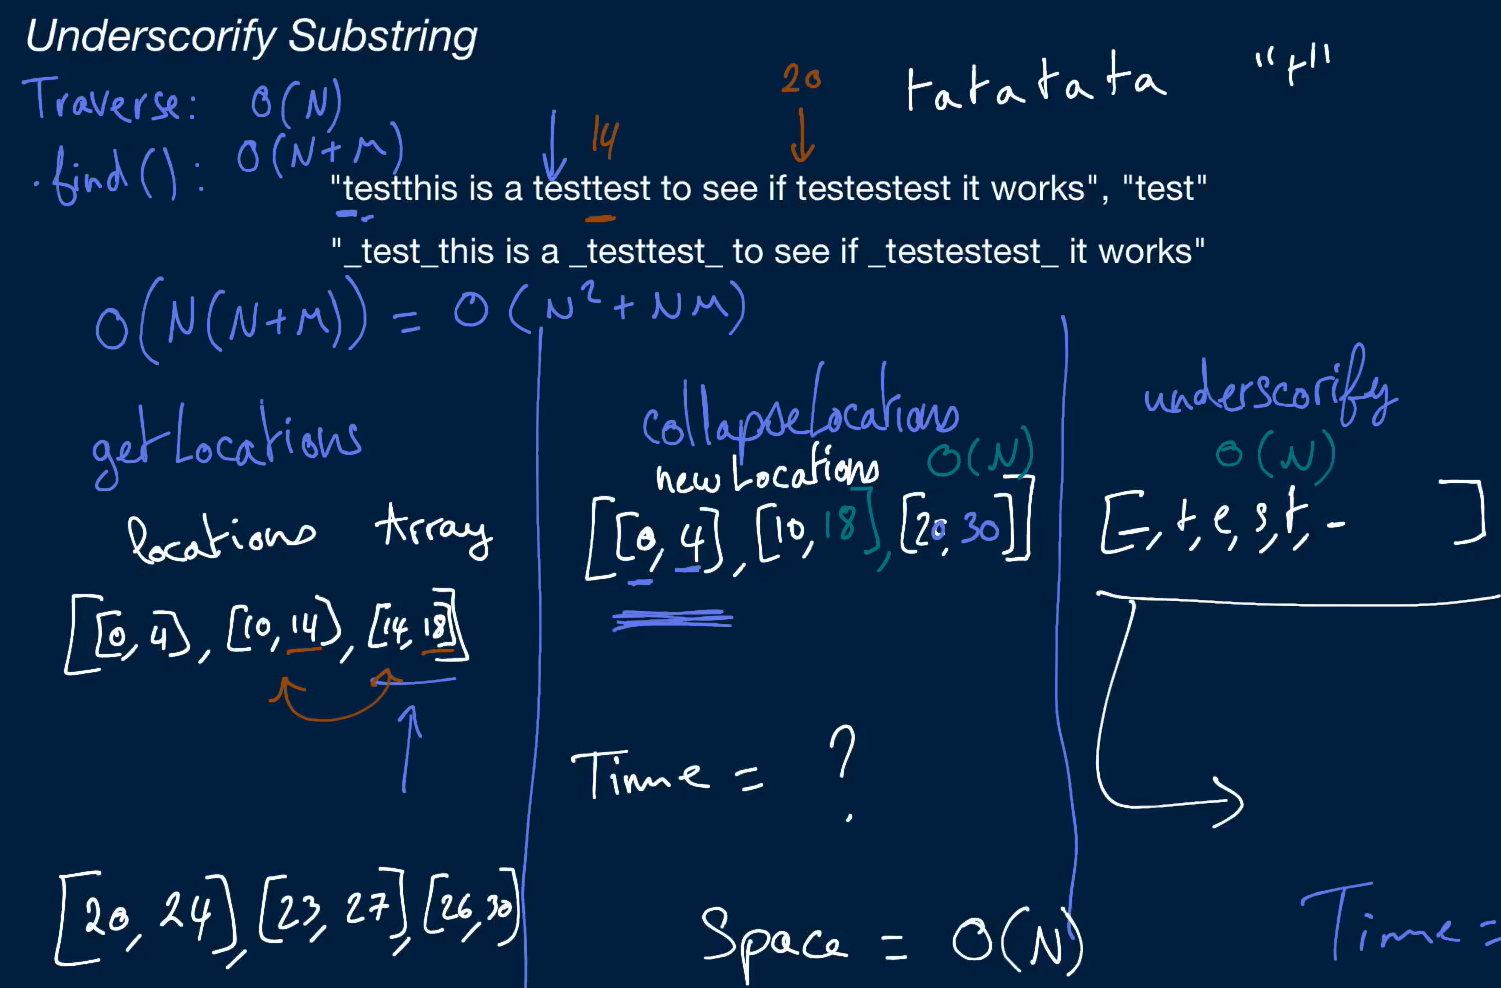 Underscorify Substring
Traverse: O(N)
.find(): O(N+M)
20
tatatata "t"
14
"testthis is a testtest to see if testestest it works", "test"
"_test_this is a _testtest_ to see if _testestest_ it works"
O(N(N+M)) = O(N²+NM)
getLocations
locations Array
[[0, 4], [10, 14], [14, 18]]
[20, 24], [23, 27], [26, 30]
collapseLocations
newLocations O(N)
[[0, 4], [10, 18], [20, 30]]
Time = ?
Space = O(N)
underscorify
O(N)
[_, t, e, s, t, _ ]
Time =